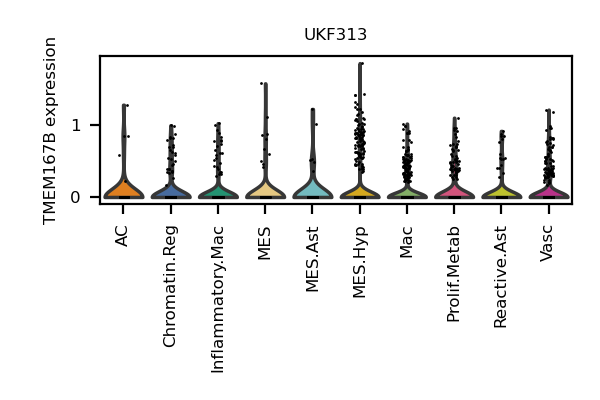 UKF313
TMEM167B expression
1
0
AC
Chromatin.Reg
Inflammatory.Mac
MES
MES.Ast
MES.Hyp
Mac
Prolif.Metab
Reactive.Ast
Vasc